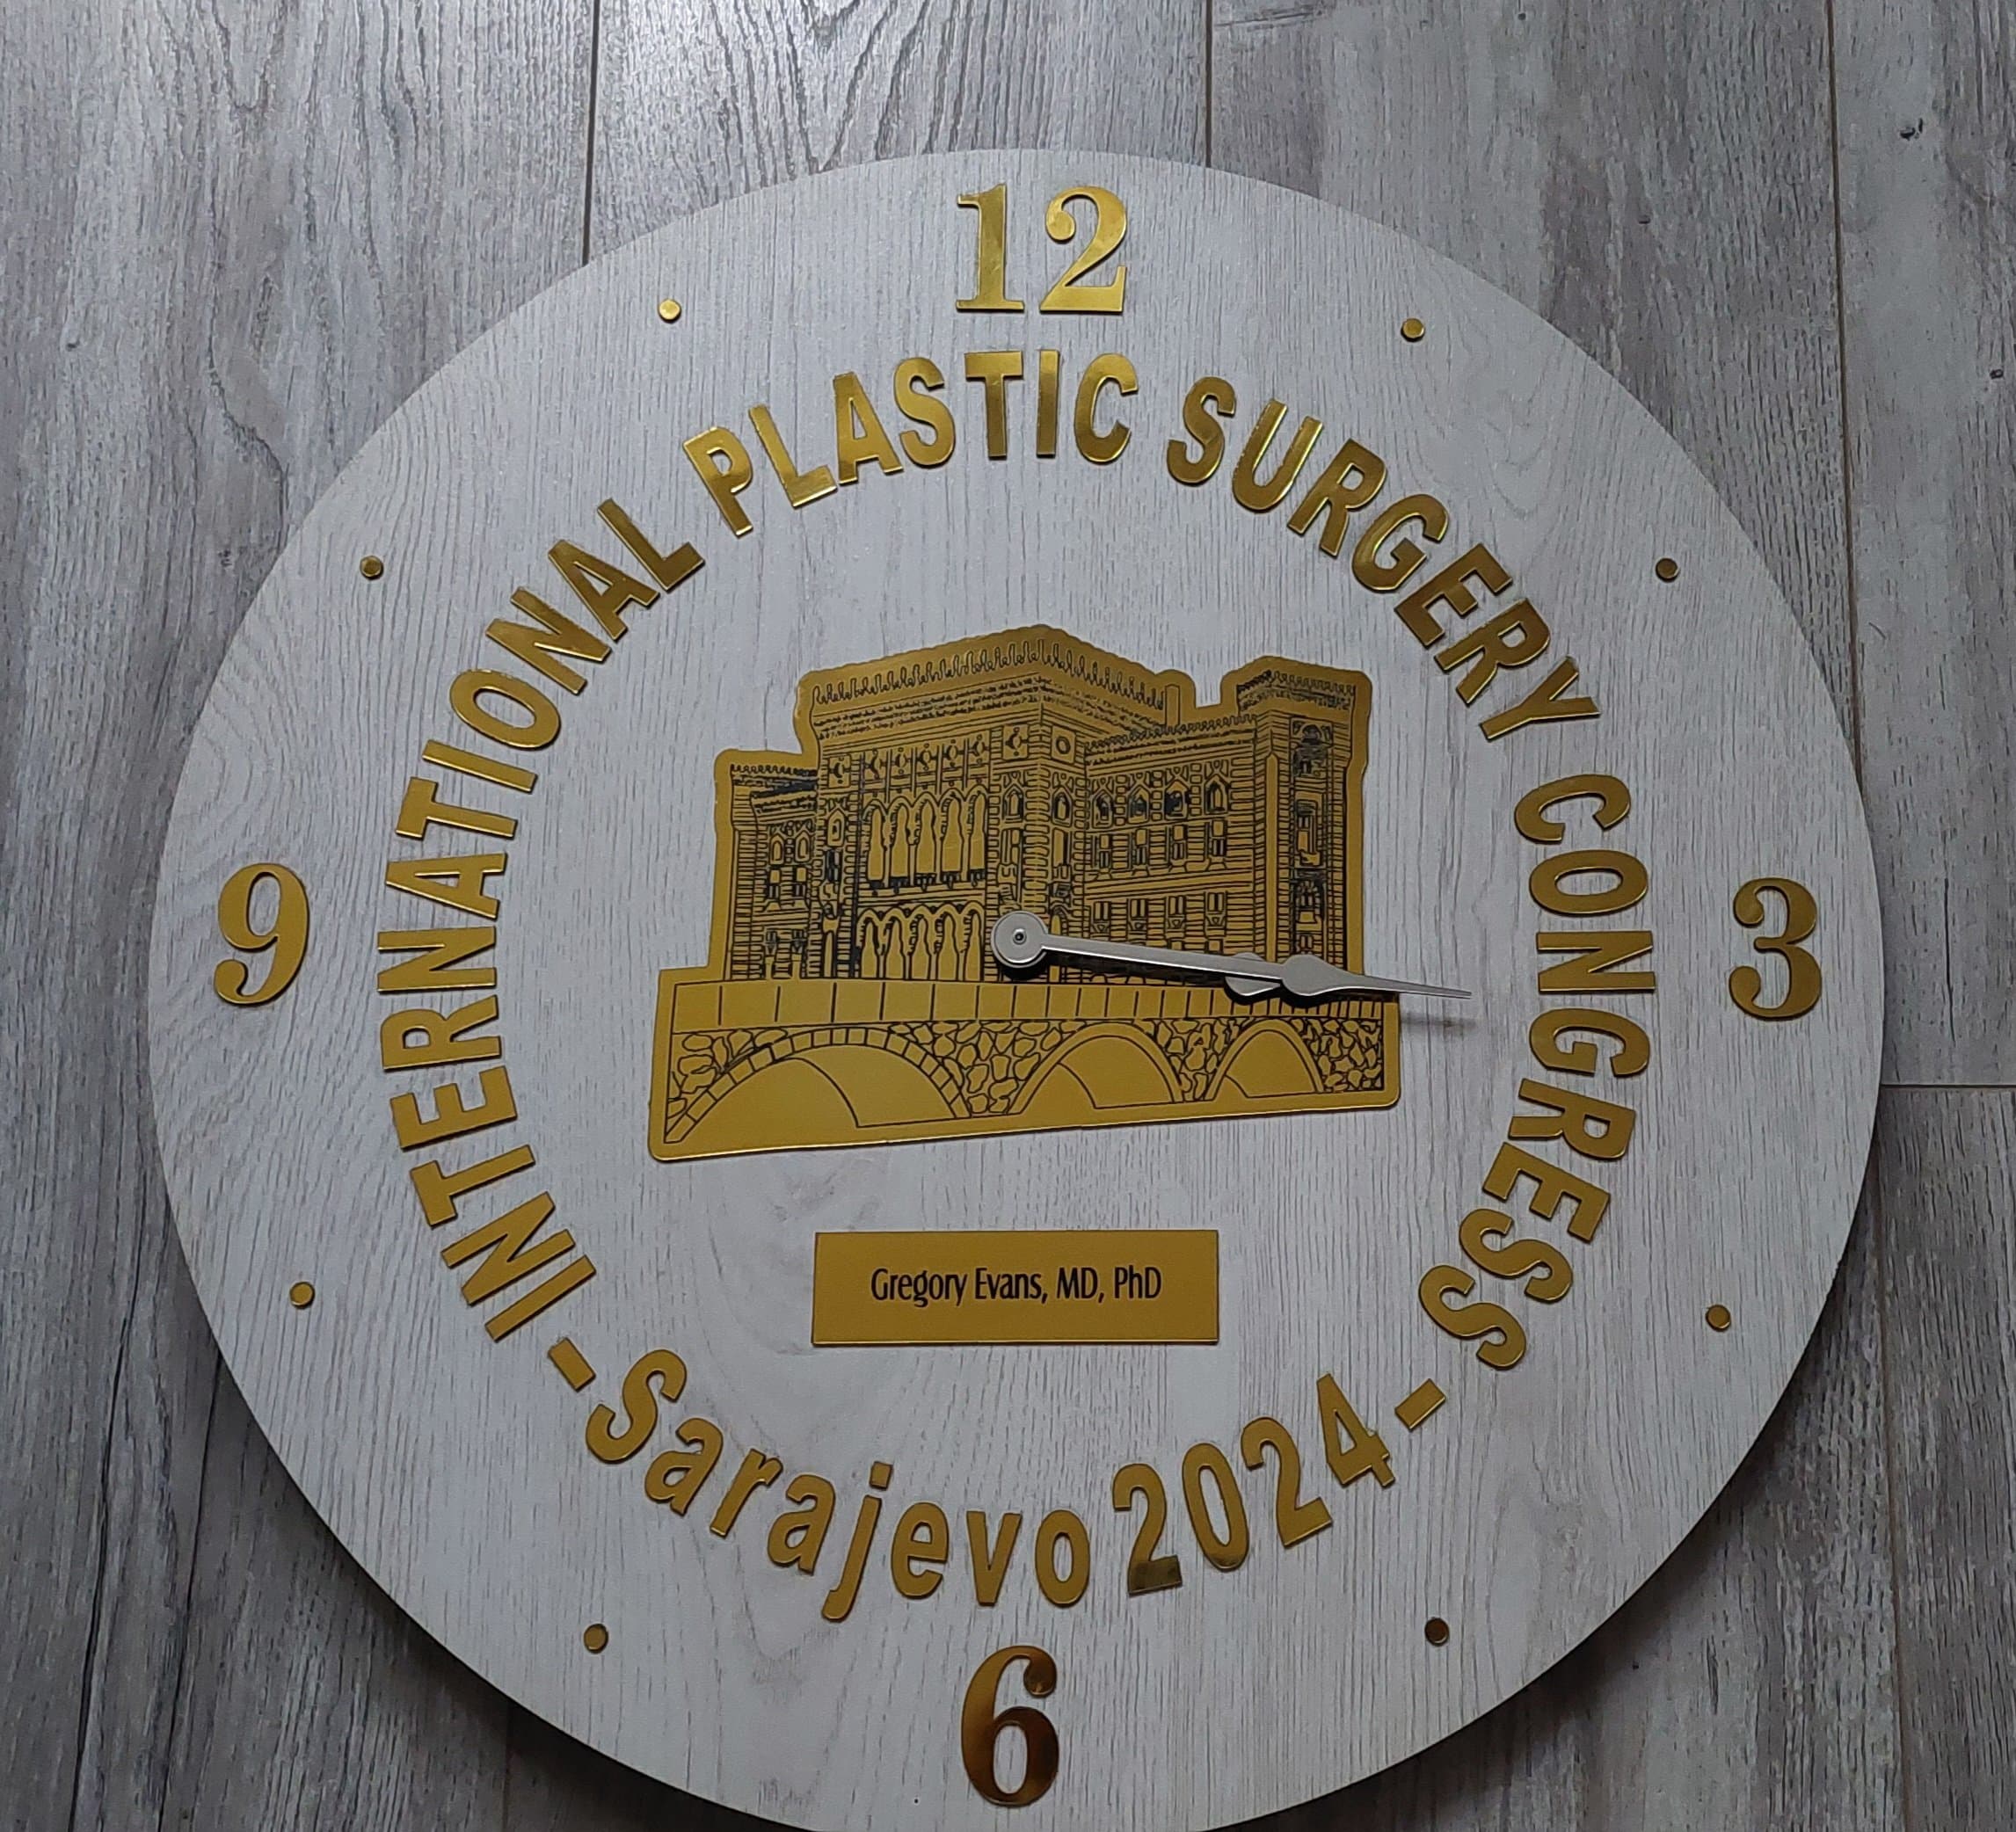 12
INTERNATIONAL PLASTIC SURGERY CONGRESS
9
3
Gregory Evans, MD, PhD
- Sarajevo 2024 -
6